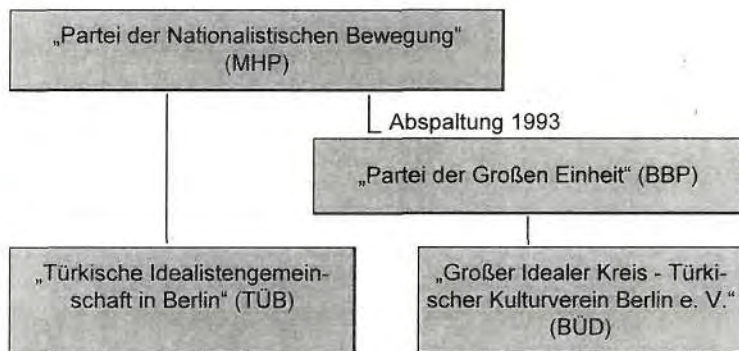 „Partei der Nationalistischen Bewegung“
(MHP)
Abspaltung 1993
„Partei der Großen Einheit“ (BBP)
„Türkische Idealistengemein-
schaft in Berlin“ (TÜB)
„Großer Idealer Kreis - Türki-
scher Kulturverein Berlin e. V.“
(BÜD)